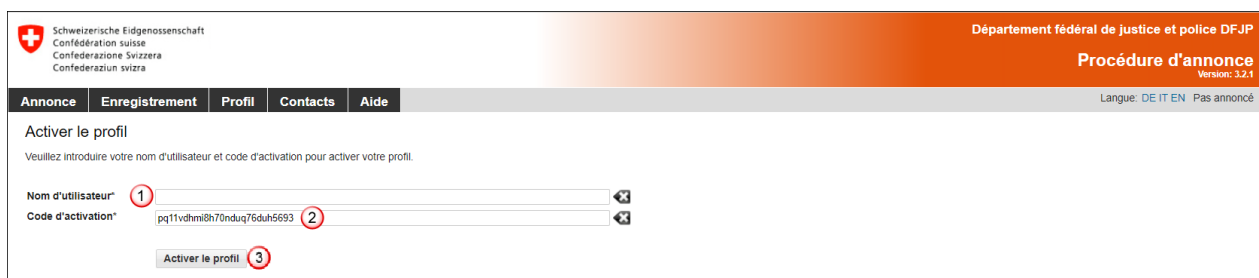 Schweizerische Eidgenossenschaft
Confédération suisse
Confederazione Svizzera
Confederaziun svizra
Département fédéral de justice et police DFJP
Procédure d'annonce
Version: 3.2.1
Annonce Enregistrement Profil Contacts Aide
Langue: DE IT EN Pas annoncé
Activer le profil
Veuillez introduire votre nom d'utilisateur et code d'activation pour activer votre profil.
Nom d'utilisateur* 1
Code d'activation* pq11vdhmi8h70nduq76duh5693 2
Activer le profil 3